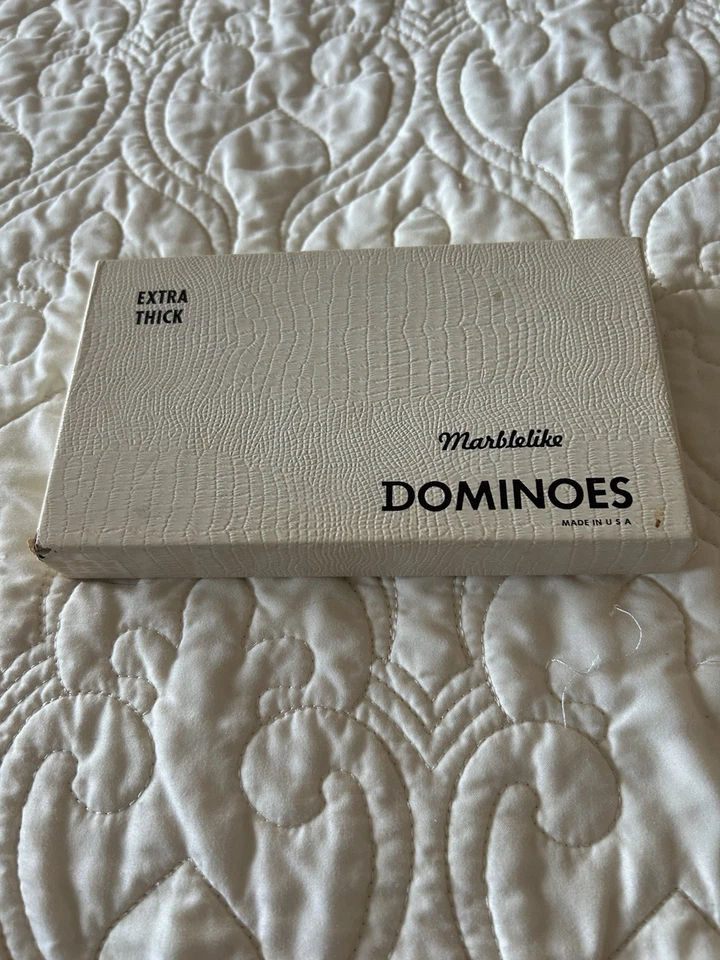 EXTRA
THICK
Marblelike
DOMINOES
MADE IN U S A